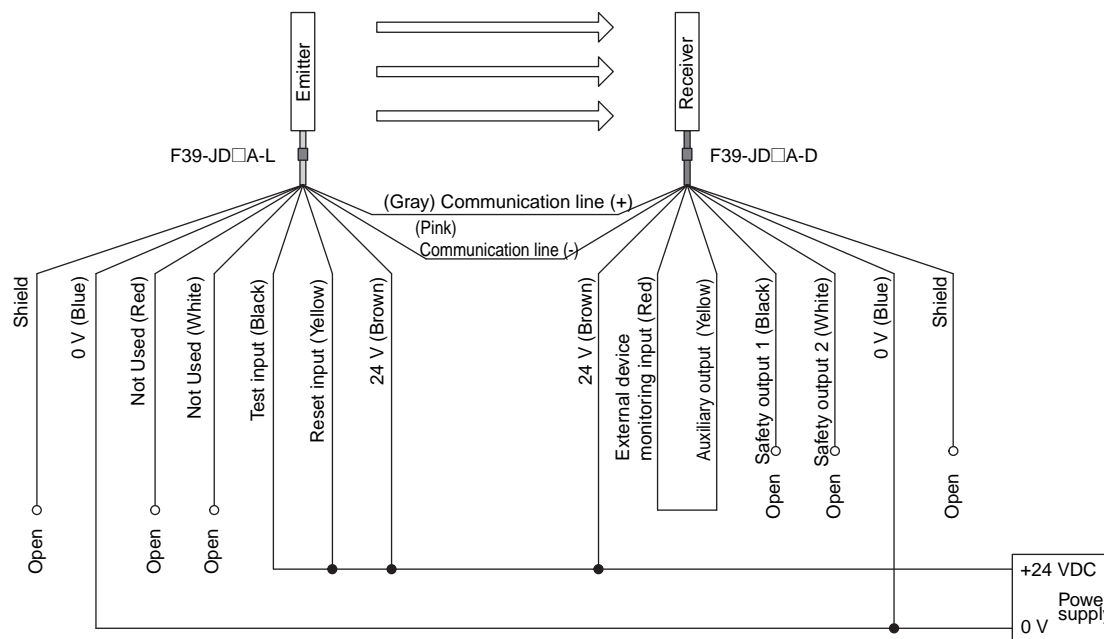 Emitter
Receiver
F39-JD□A-L
F39-JD□A-D
(Gray) Communication line (+)
(Pink)
Communication line (-)
Shield
0 V (Blue)
Not Used (Red)
Not Used (White)
Test input (Black)
Reset input (Yellow)
24 V (Brown)
24 V (Brown)
External device
monitoring input (Red)
Auxiliary output (Yellow)
Safety output 1 (Black)
Safety output 2 (White)
0 V (Blue)
Shield
Open
Open
Open
Open
Open
Open
+24 VDC
Power
supply
0 V